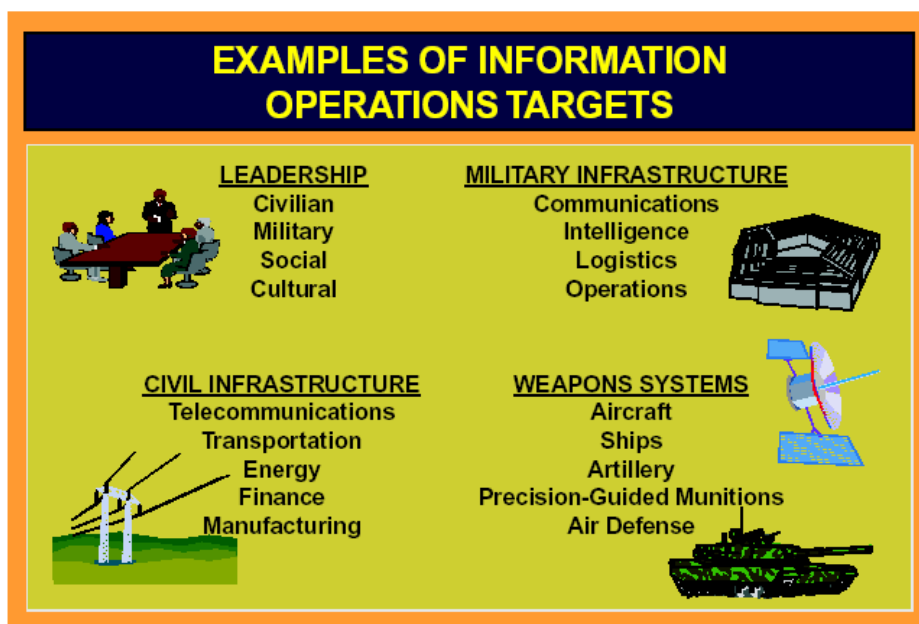 EXAMPLES OF INFORMATION
OPERATIONS TARGETS
LEADERSHIP
Civilian
Military
Social
Cultural
MILITARY INFRASTRUCTURE
Communications
Intelligence
Logistics
Operations
CIVIL INFRASTRUCTURE
Telecommunications
Transportation
Energy
Finance
Manufacturing
WEAPONS SYSTEMS
Aircraft
Ships
Artillery
Precision-Guided Munitions
Air Defense